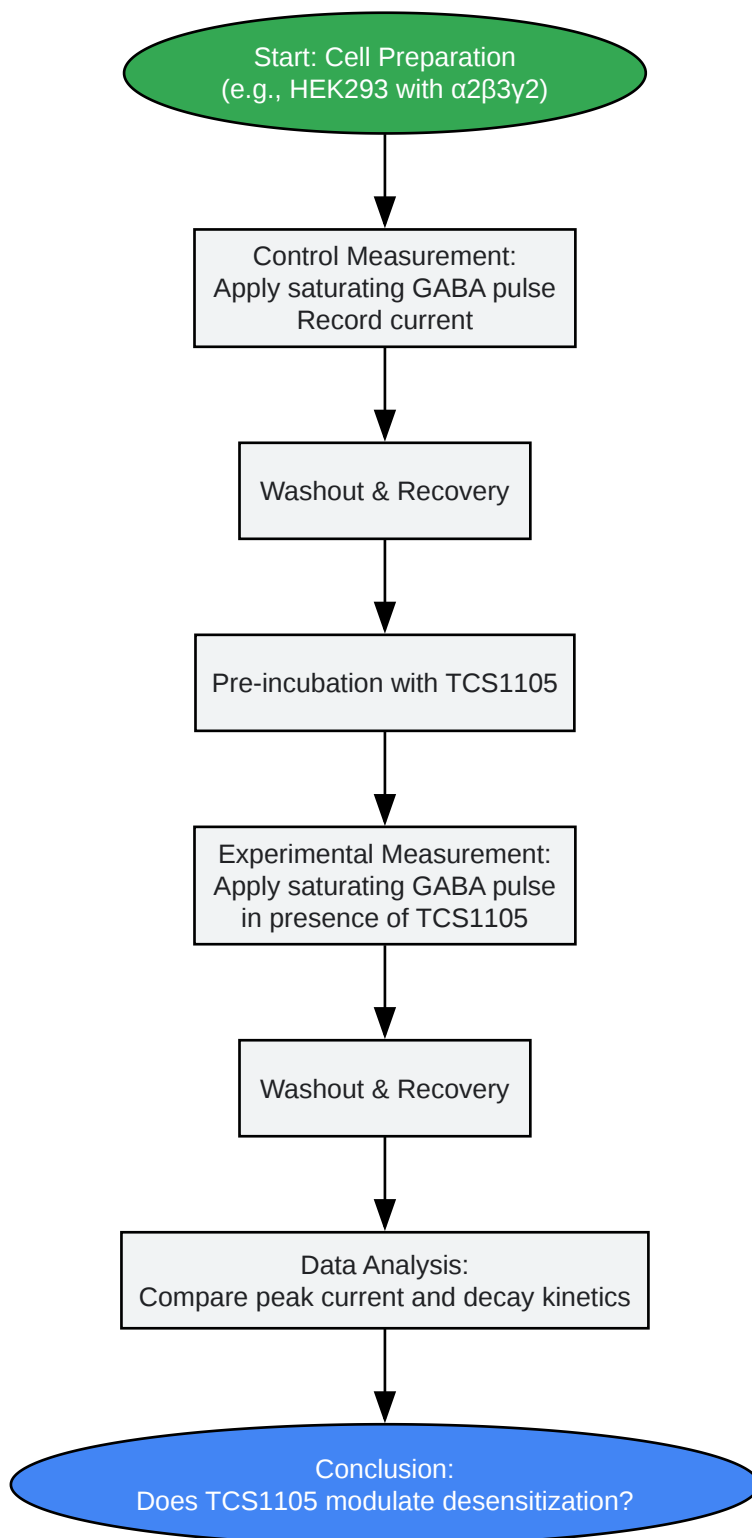 Start: Cell Preparation
(e.g., HEK293 with α2β3γ2)
Control Measurement:
Apply saturating GABA pulse
Record current
Washout & Recovery
Pre-incubation with TCS1105
Experimental Measurement:
Apply saturating GABA pulse
in presence of TCS1105
Washout & Recovery
Data Analysis:
Compare peak current and decay kinetics
Conclusion:
Does TCS1105 modulate desensitization?